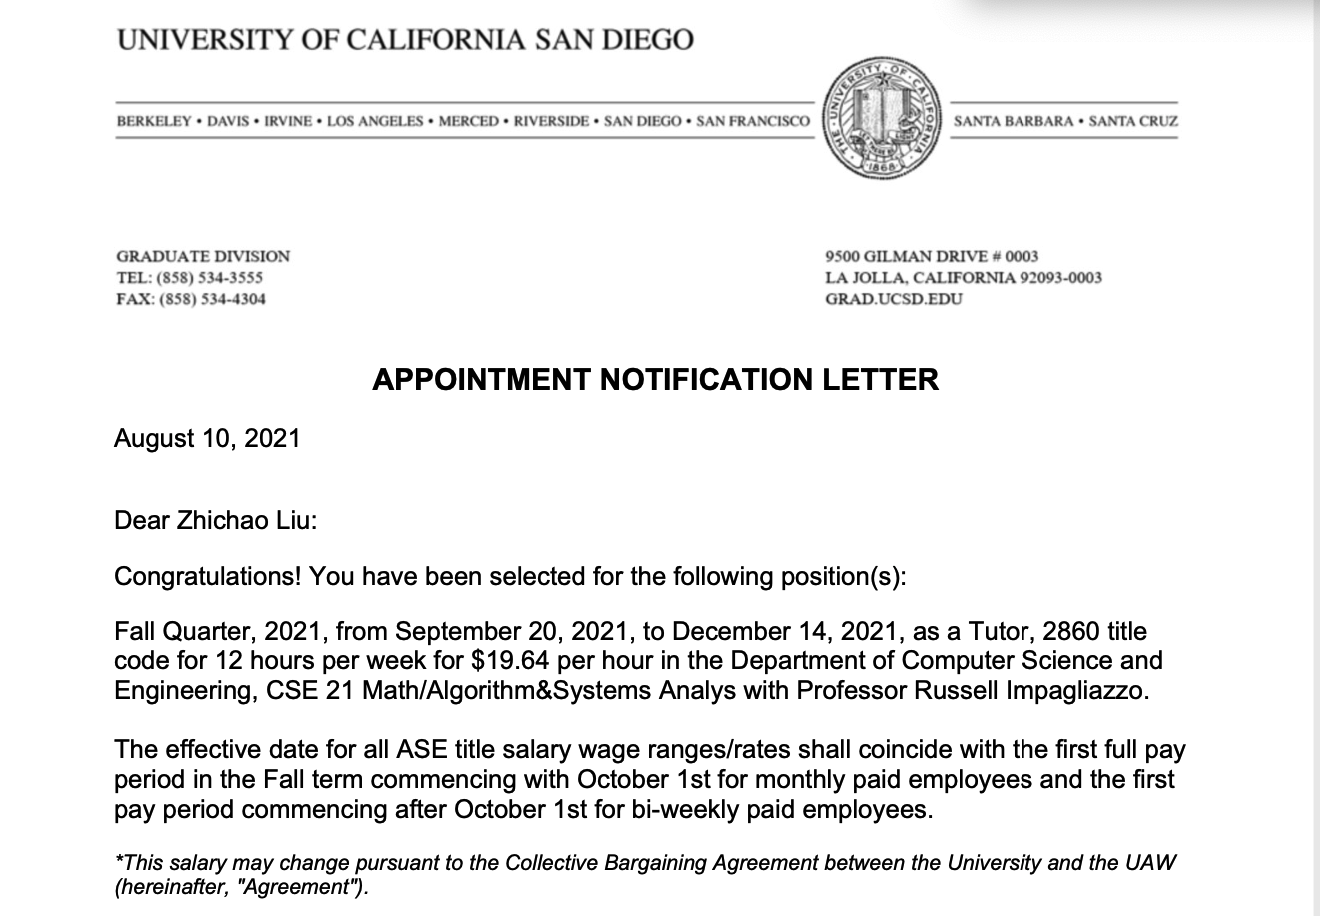 UNIVERSITY OF CALIFORNIA SAN DIEGO
BERKELEY • DAVIS • IRVINE • LOS ANGELES • MERCED • RIVERSIDE • SAN DIEGO • SAN FRANCISCO
THE UNIVERSITY OF CALIFORNIA
1868
SANTA BARBARA • SANTA CRUZ
GRADUATE DIVISION
TEL: (858) 534-3555
FAX: (858) 534-4304
9500 GILMAN DRIVE # 0003
LA JOLLA, CALIFORNIA 92093-0003
GRAD.UCSD.EDU
APPOINTMENT NOTIFICATION LETTER
August 10, 2021
Dear Zhichao Liu:
Congratulations! You have been selected for the following position(s):
Fall Quarter, 2021, from September 20, 2021, to December 14, 2021, as a Tutor, 2860 title
code for 12 hours per week for $19.64 per hour in the Department of Computer Science and
Engineering, CSE 21 Math/Algorithm&Systems Analys with Professor Russell Impagliazzo.
The effective date for all ASE title salary wage ranges/rates shall coincide with the first full pay
period in the Fall term commencing with October 1st for monthly paid employees and the first
pay period commencing after October 1st for bi-weekly paid employees.
*This salary may change pursuant to the Collective Bargaining Agreement between the University and the UAW
(hereinafter, "Agreement").